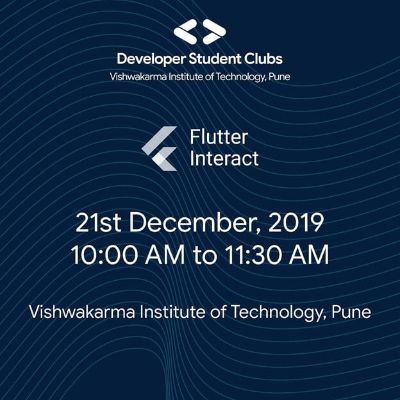 Developer Student Clubs
Vishwakarma Institute of Technology, Pune
Flutter
Interact
21st December, 2019
10:00 AM to 11:30 AM
Vishwakarma Institute of Technology, Pune